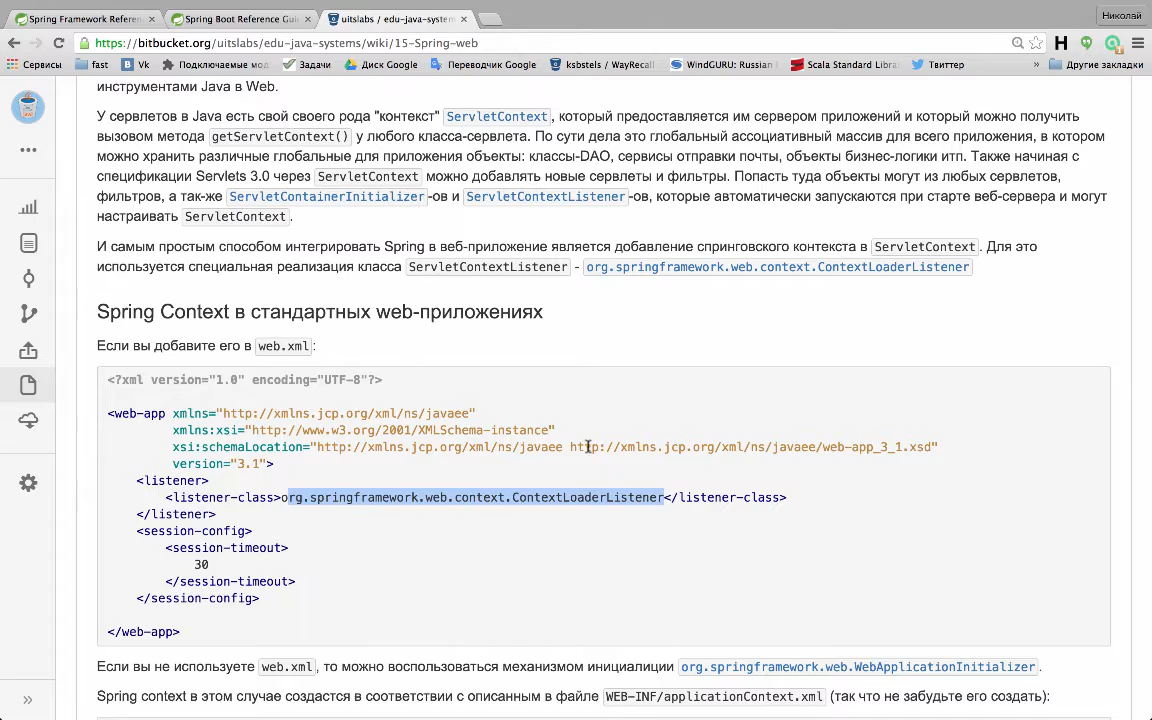 Spring Framework Referen
Spring Boot Reference Gui
uitslabs / edu-java-system
Николай
https://bitbucket.org/uitslabs/edu-java-systems/wiki/15-Spring-web
Сервисы
fast
Vk
Подключаемые мод
Задачи
Диск Google
Переводчик Google
ksbstels / WayRecall
WindGURU: Russian
Scala Standard Libra
Твиттер
»
Другие закладки
инструментами Java в Web.
У сервлетов в Java есть свой своего рода "контекст" ServletContext, который предоставляется им сервером приложений и который можно получить
вызовом метода getServletContext() у любого класса-сервлета. По сути дела это глобальный ассоциативный массив для всего приложения, в котором
можно хранить различные глобальные для приложения объекты: классы-DAO, сервисы отправки почты, объекты бизнес-логики итп. Также начиная с
спецификации Servlets 3.0 через ServletContext можно добавлять новые сервлеты и фильтры. Попасть туда объекты могут из любых сервлетов,
фильтров, а так-же ServletContainerInitializer-ов и ServletContextListener-ов, которые автоматически запускаются при старте веб-сервера и могут
настраивать ServletContext.
И самым простым способом интегрировать Spring в веб-приложение является добавление спринговского контекста в ServletContext. Для это
используется специальная реализация класса ServletContextListener - org.springframework.web.context.ContextLoaderListener
Spring Context в стандартных web-приложениях
Если вы добавите его в web.xml:
<?xml version="1.0" encoding="UTF-8"?>
<web-app xmlns="http://xmlns.jcp.org/xml/ns/javaee"
xmlns:xsi="http://www.w3.org/2001/XMLSchema-instance"
xsi:schemaLocation="http://xmlns.jcp.org/xml/ns/javaee http://xmlns.jcp.org/xml/ns/javaee/web-app_3_1.xsd"
version="3.1">
<listener>
<listener-class>org.springframework.web.context.ContextLoaderListener</listener-class>
</listener>
<session-config>
<session-timeout>
30
</session-timeout>
</session-config>
</web-app>
Если вы не используете web.xml, то можно воспользоваться механизмом инициалиции org.springframework.web.WebApplicationInitializer.
Spring context в этом случае создастся в соответствии с описанным в файле WEB-INF/applicationContext.xml (так что не забудьте его создать):
»